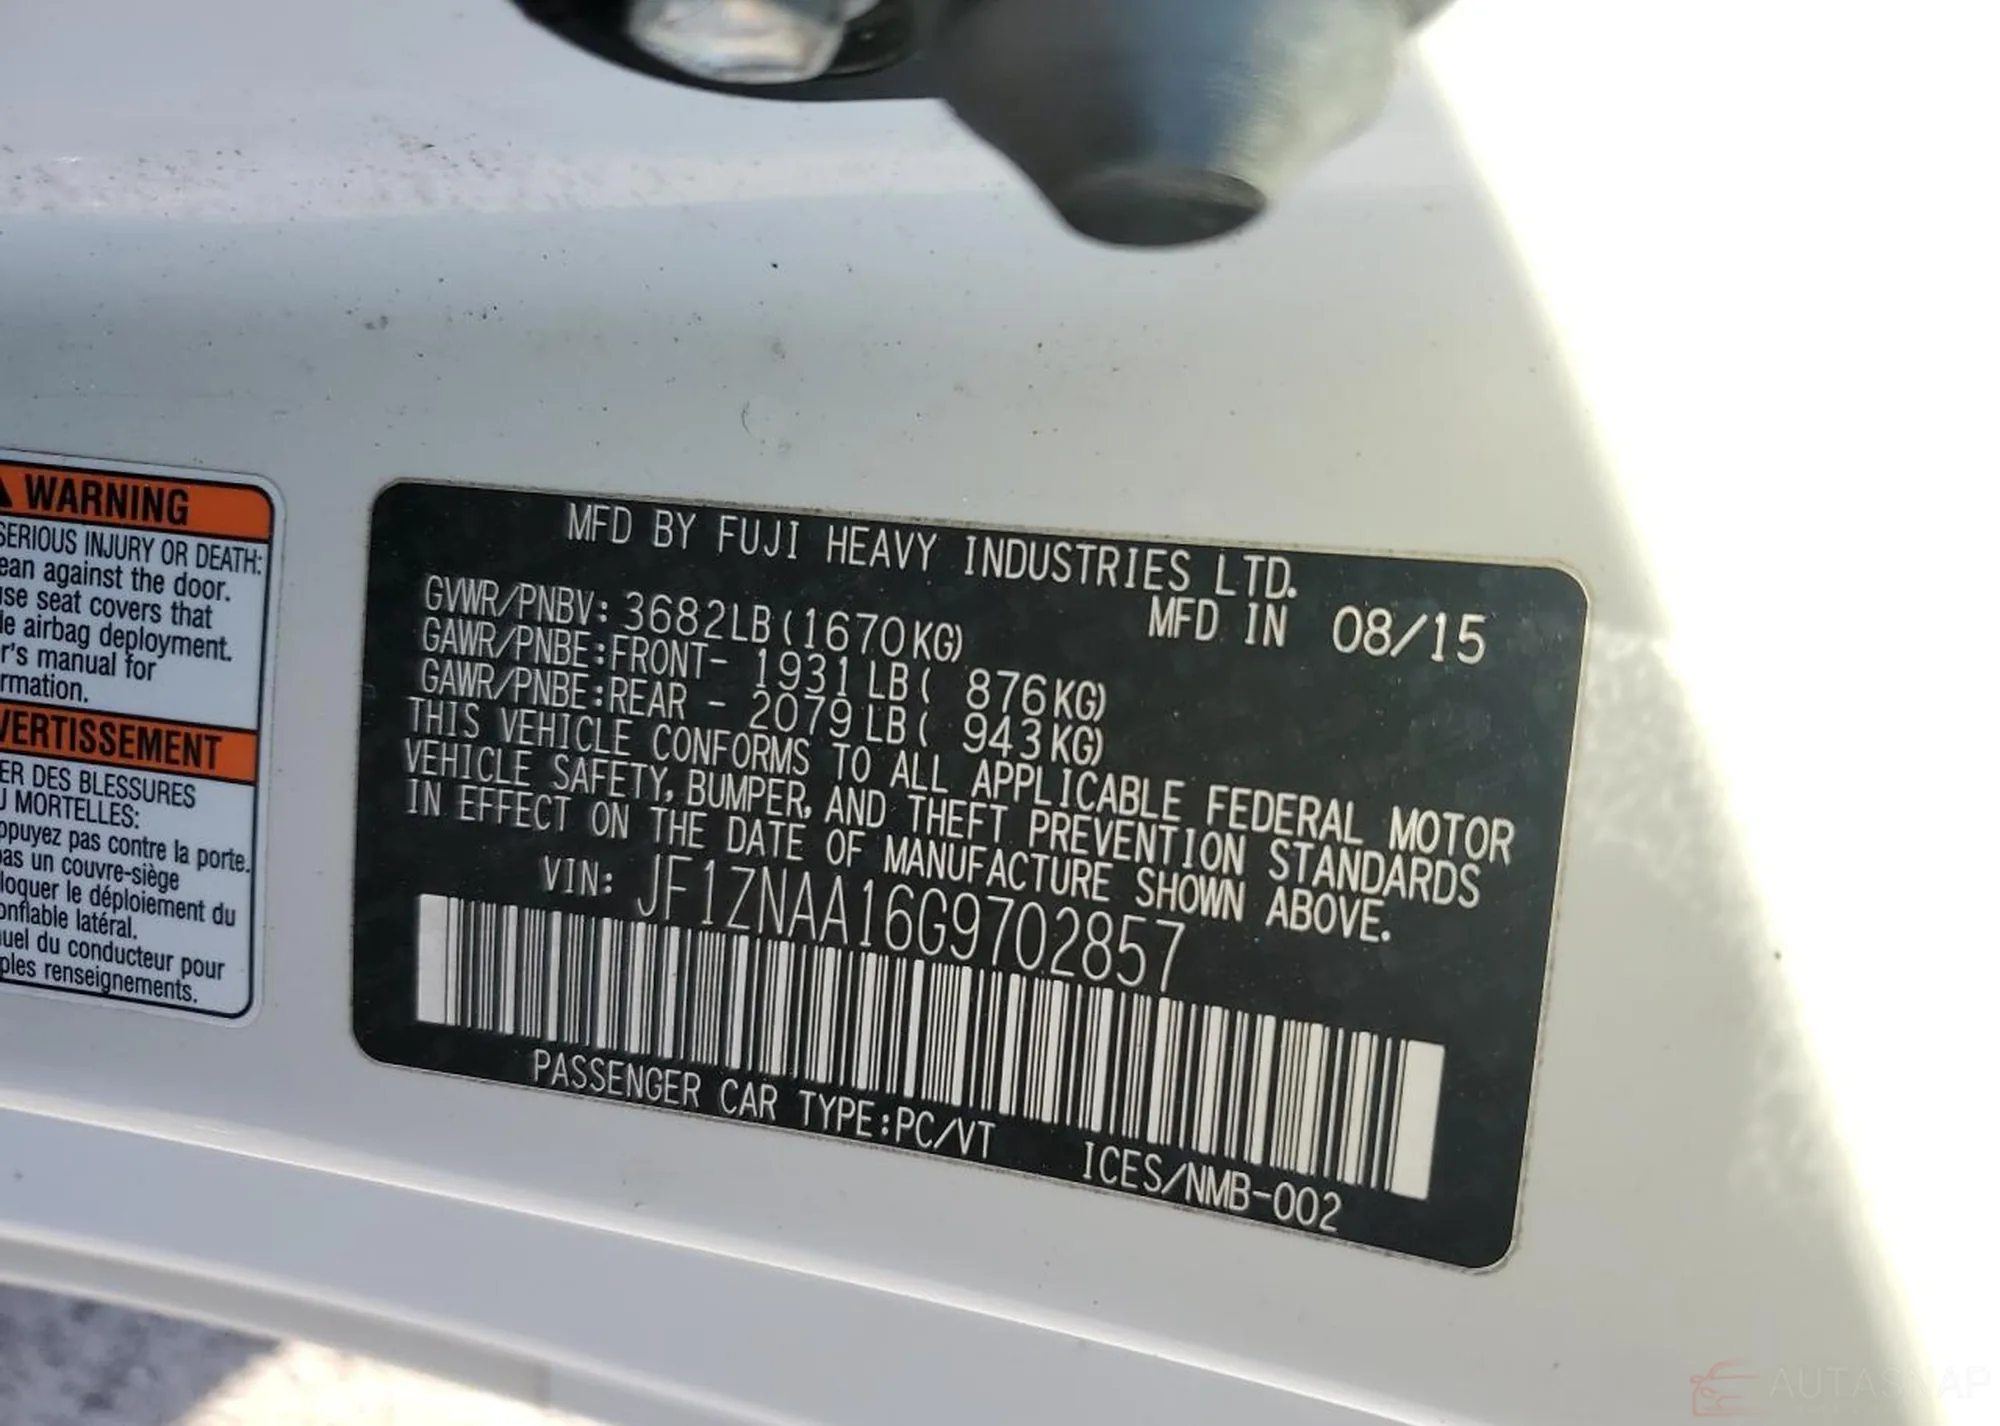 WARNING
SERIOUS INJURY OR DEATH:
ean against the door.
use seat covers that
le airbag deployment.
r's manual for
rmation.
VERTISSEMENT
ER DES BLESSURES
U MORTELLES:
ppuyez pas contre la porte.
pas un couvre-siège
loquer le déploiement du
onflable latéral.
uel du conducteur pour
ples renseignements.
MFD BY FUJI HEAVY INDUSTRIES LTD.
GVWR/PNBV: 3682LB(1670KG) MFD IN 08/15
GAWR/PNBE:FRONT- 1931LB( 876KG)
GAWR/PNBE:REAR - 2079LB( 943KG)
THIS VEHICLE CONFORMS TO ALL APPLICABLE FEDERAL MOTOR
VEHICLE SAFETY, BUMPER, AND THEFT PREVENTION STANDARDS
IN EFFECT ON THE DATE OF MANUFACTURE SHOWN ABOVE.
VIN: JF1ZNAA16G9702857
PASSENGER CAR TYPE:PC/VT ICES/NMB-002
AUTASNAP